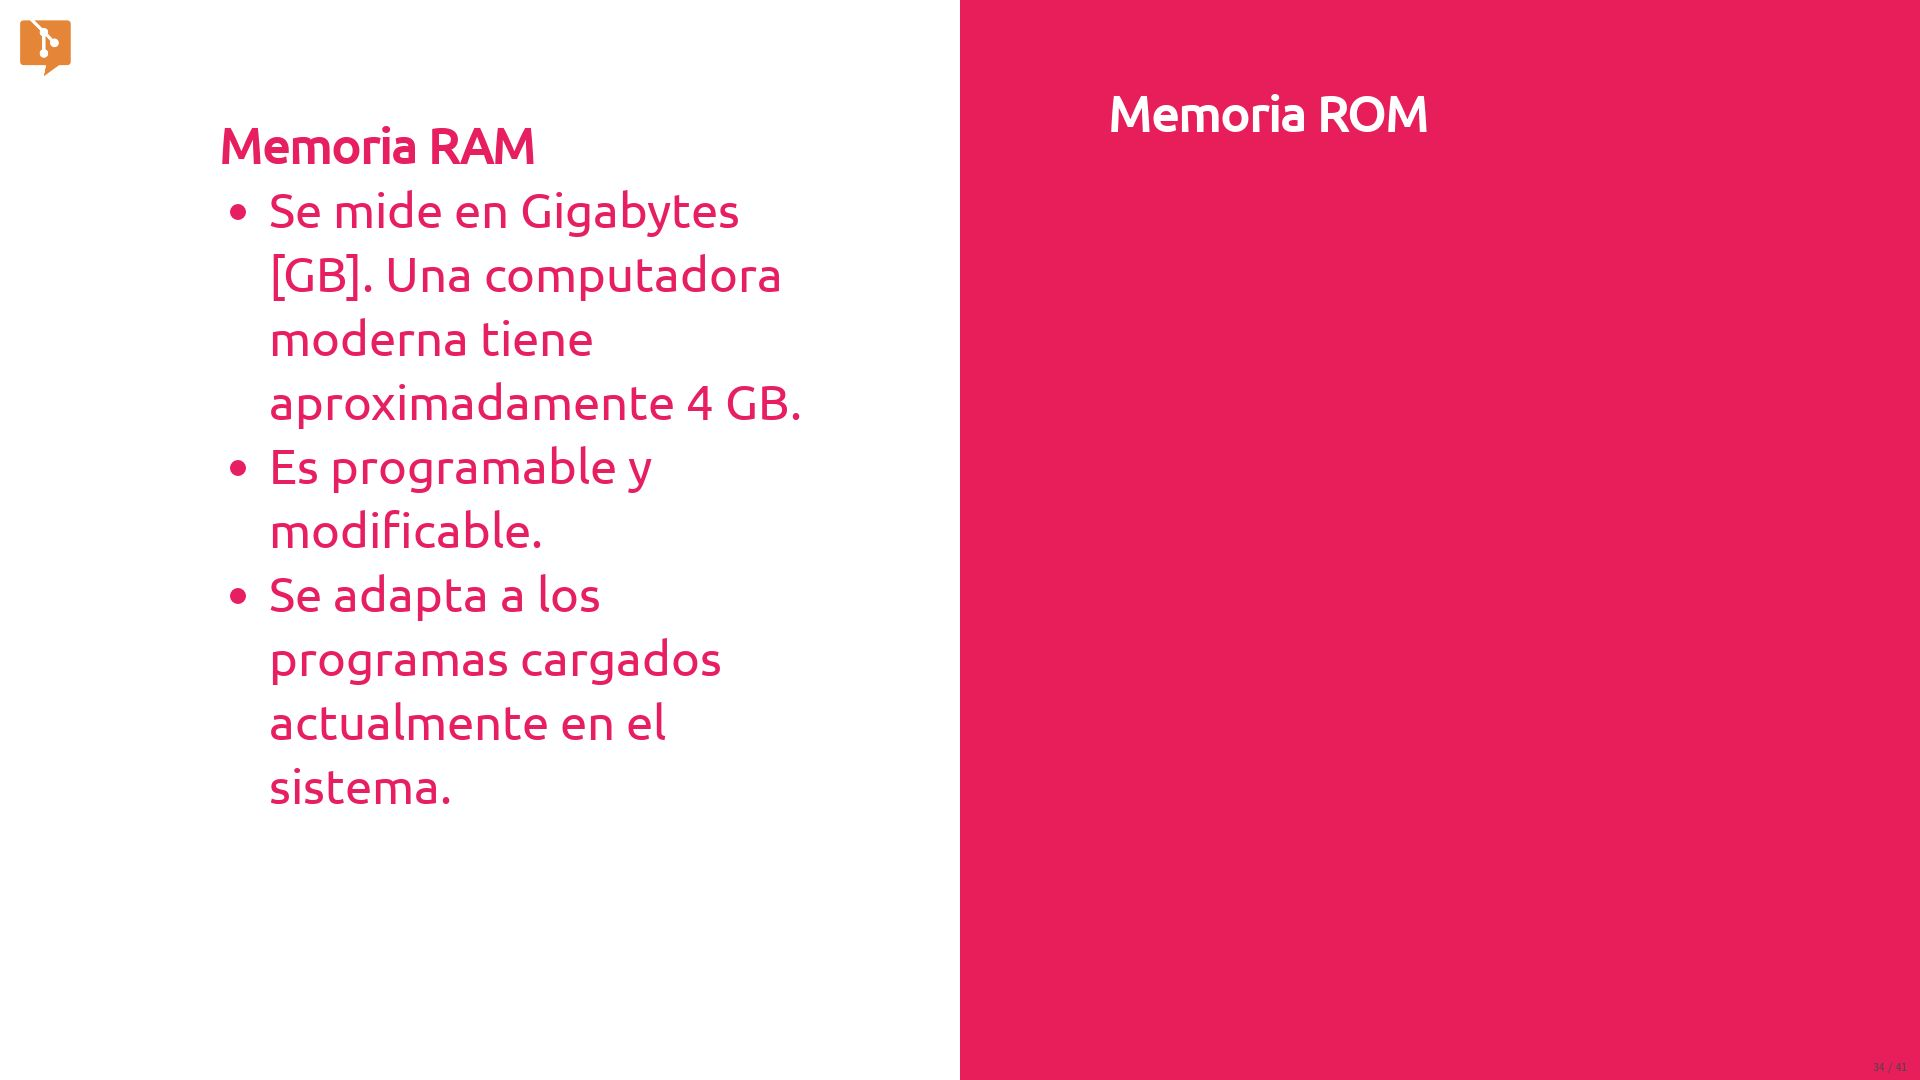 Memoria RAM
Se mide en Gigabytes
[GB]. Una computadora
moderna tiene
aproximadamente 4 GB.
Es programable y
modificable.
Se adapta a los
programas cargados
actualmente en el
sistema.
Memoria ROM
34 / 41